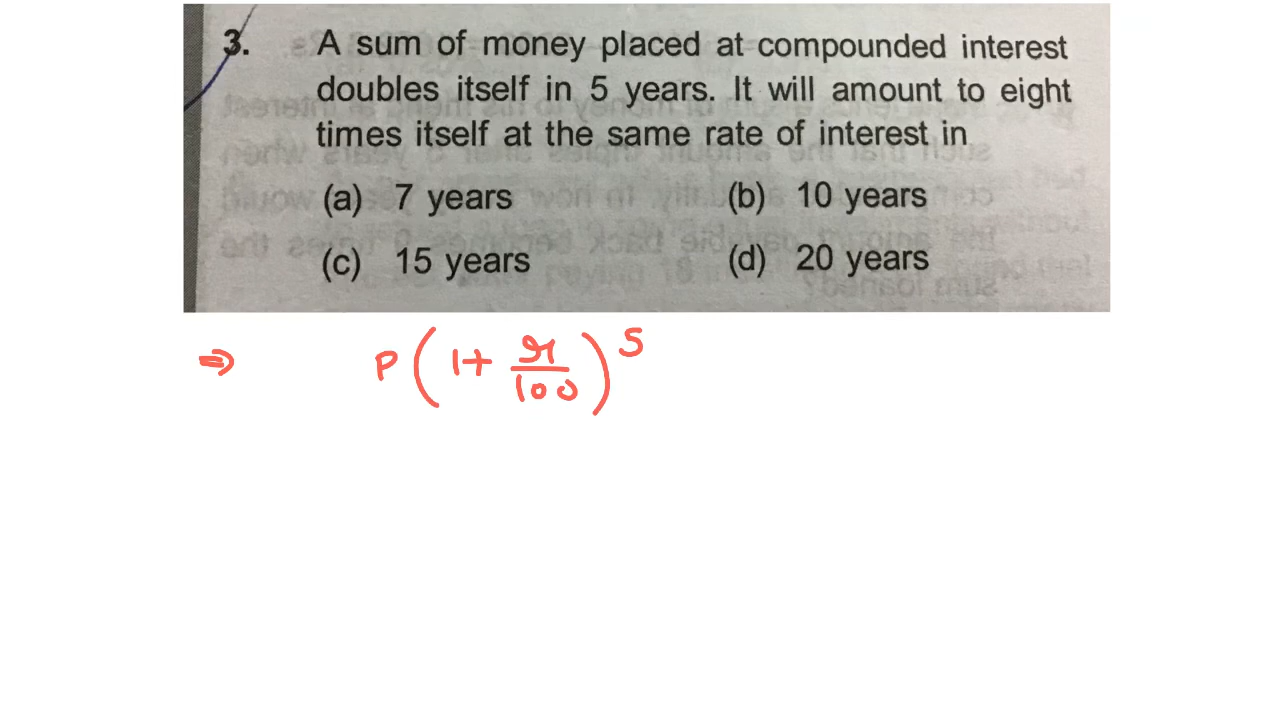 3. A sum of money placed at compounded interest
doubles itself in 5 years. It will amount to eight
times itself at the same rate of interest in
(a) 7 years (b) 10 years
(c) 15 years (d) 20 years
⇒ P(1+ r/100)^5